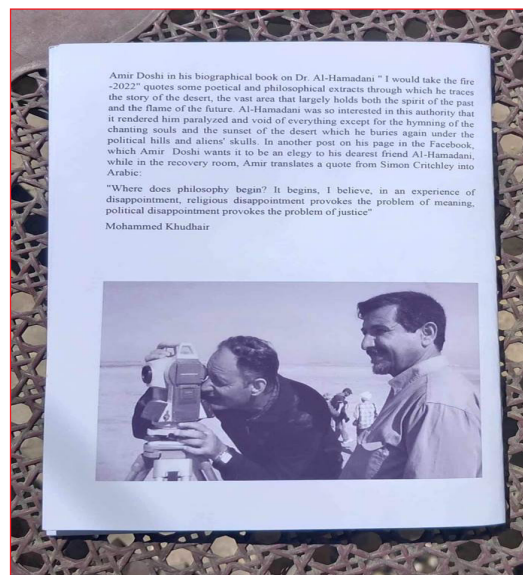 Amir Doshi in his biographical book on Dr. Al-Hamadani " I would take the fire
-2022" quotes some poetical and philosophical extracts through which he traces
the story of the desert, the vast area that largely holds both the spirit of the past
and the flame of the future. Al-Hamadani was so interested in this authority that
it rendered him paralyzed and void of everything except for the hymning of the
chanting souls and the sunset of the desert which he buries again under the
political hills and aliens' skulls. In another post on his page in the Facebook,
which Amir Doshi wants it to be an elegy to his dearest friend Al-Hamadani,
while in the recovery room, Amir translates a quote from Simon Critchley into
Arabic:
"Where does philosophy begin? It begins, I believe, in an experience of
disappointment, religious disappointment provokes the problem of meaning,
political disappointment provokes the problem of justice"
Mohammed Khudhair